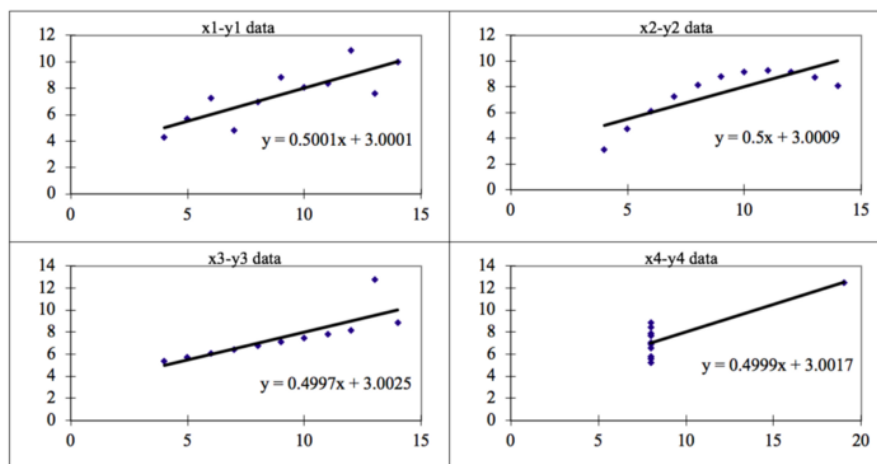 x1-y1 data
12
10
8
6
4
2
0
0 5 10 15
y = 0.5001x + 3.0001
x2-y2 data
12
10
8
6
4
2
0
0 5 10 15
y = 0.5x + 3.0009
x3-y3 data
14
12
10
8
6
4
2
0
0 5 10 15
y = 0.4997x + 3.0025
x4-y4 data
14
12
10
8
6
4
2
0
0 5 10 15 20
y = 0.4999x + 3.0017